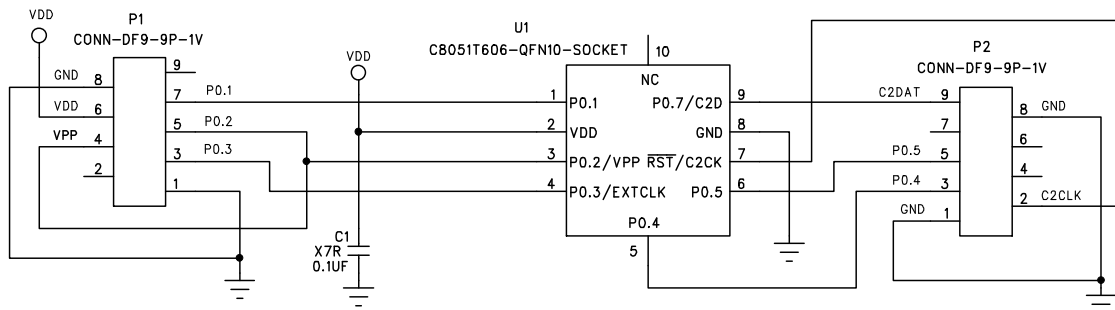 VDD
P1
CONN-DF9-9P-1V
GND
8
9
7
P0.1
VDD
6
5
P0.2
VPP
4
3
P0.3
2
1
VDD
C1
X7R
0.1UF
U1
C8051T606-QFN10-SOCKET
10
NC
1
P0.1
P0.7/C2D
9
2
VDD
GND
8
3
P0.2/VPP
RST/C2CK
7
4
P0.3/EXTCLK
P0.5
6
P0.4
5
P2
CONN-DF9-9P-1V
C2DAT
9
8
GND
7
6
P0.5
5
4
P0.4
3
2
C2CLK
GND
1